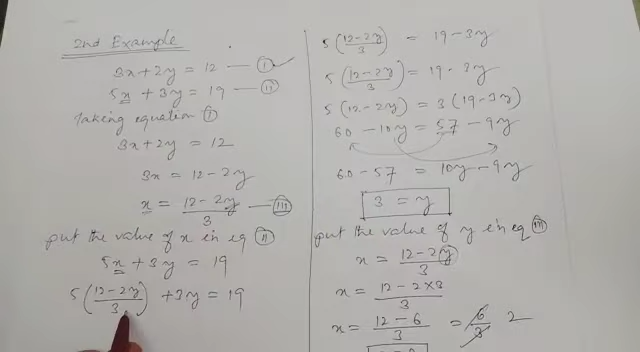 2nd Example
3x + 2y = 12 — (i) ✓
5x + 3y = 19 — (ii)
Taking equation (i)
3x + 2y = 12
3x = 12 - 2y
x = (12 - 2y)/3 — (iii)
put the value of x in eq (ii)
5x + 3y = 19
5((12 - 2y)/3) + 3y = 19
5((12 - 2y)/3) = 19 - 3y
5((12 - 2y)/3) = 19 - 3y
5(12 - 2y) = 3(19 - 3y)
60 - 10y = 57 - 9y
60 - 57 = 10y - 9y
3 = y
put the value of y in eq (iii)
x = (12 - 2y)/3
x = (12 - 2×3)/3
x = (12 - 6)/3 = 6/3 2